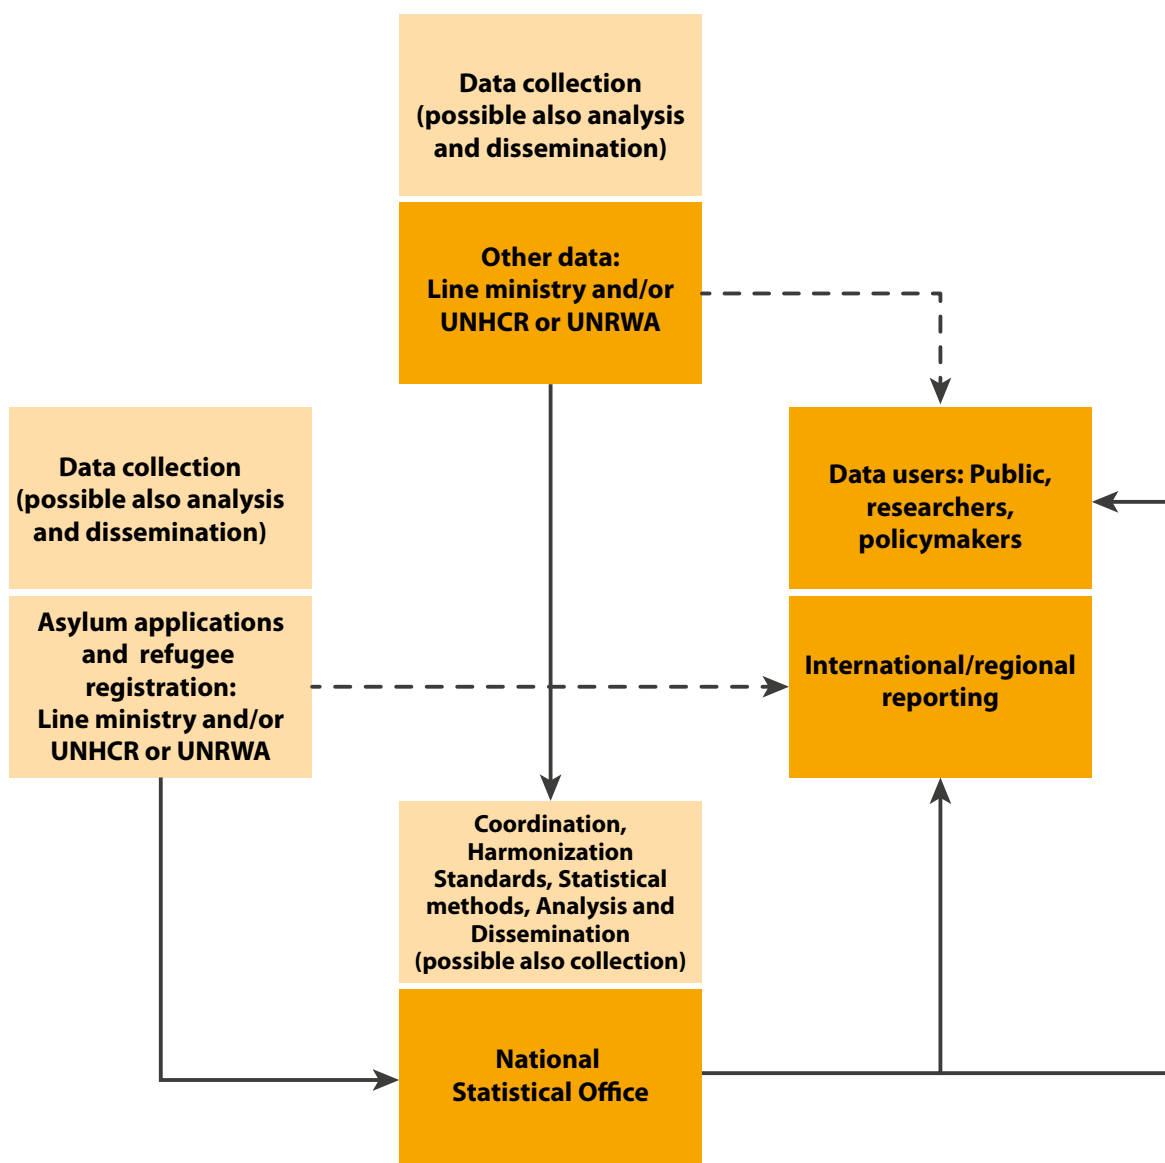 Data collection
(possible also analysis
and dissemination)
Other data:
Line ministry and/or
UNHCR or UNRWA
Data collection
(possible also analysis
and dissemination)
Asylum applications
and refugee
registration:
Line ministry and/or
UNHCR or UNRWA
Data users: Public,
researchers,
policymakers
International/regional
reporting
Coordination,
Harmonization
Standards, Statistical
methods, Analysis and
Dissemination
(possible also collection)
National
Statistical Office